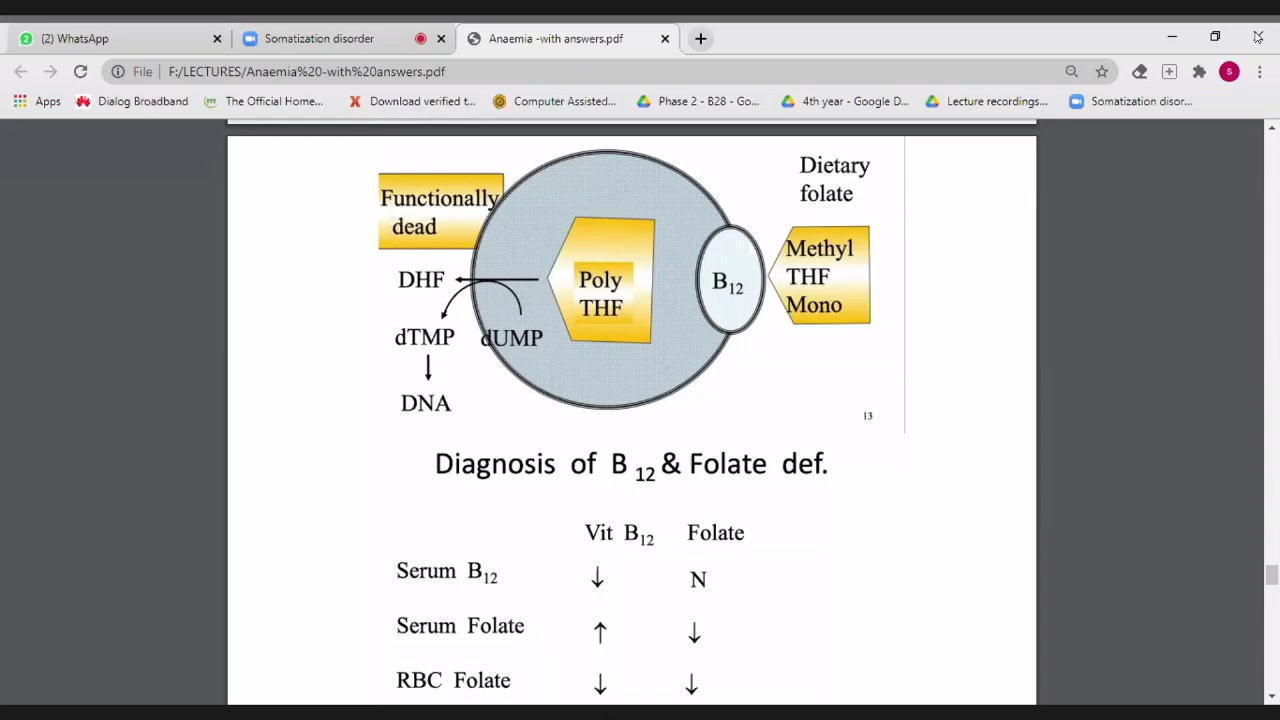 (2) WhatsApp
Somatization disorder
Anaemia -with answers.pdf
File | F:/LECTURES/Anaemia%20-with%20answers.pdf
S
Apps
Dialog Broadband
The Official Home...
Download verified t...
Computer Assisted...
Phase 2 - B28 - Go...
4th year - Google D...
Lecture recordings...
Somatization disor...
Functionally
dead
Dietary
folate
Methyl
THF
Mono
B12
Poly
THF
DHF
dTMP dUMP
DNA
13
Diagnosis of B 12 & Folate def.
Vit B12 Folate
Serum B12 ↓ N
Serum Folate ↑ ↓
RBC Folate ↓ ↓